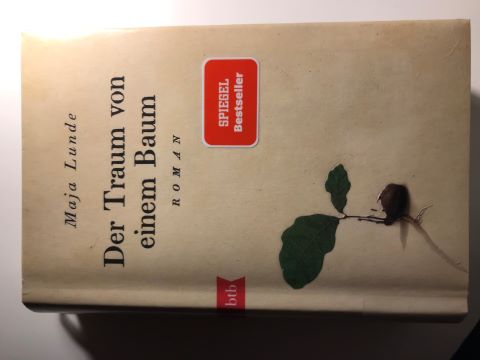 Maja Lunde
Der Traum von
einem Baum
ROMAN
SPIEGEL
Bestseller
btb